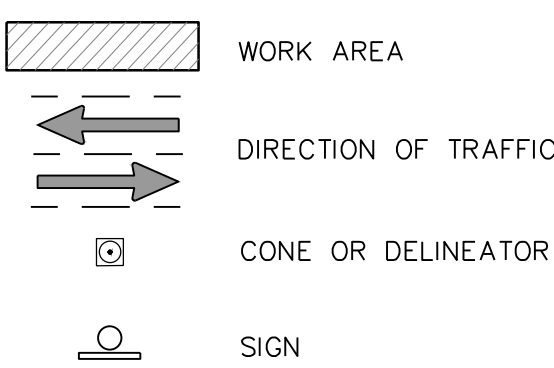 WORK AREA
DIRECTION OF TRAFFIC
CONE OR DELINEATOR
SIGN